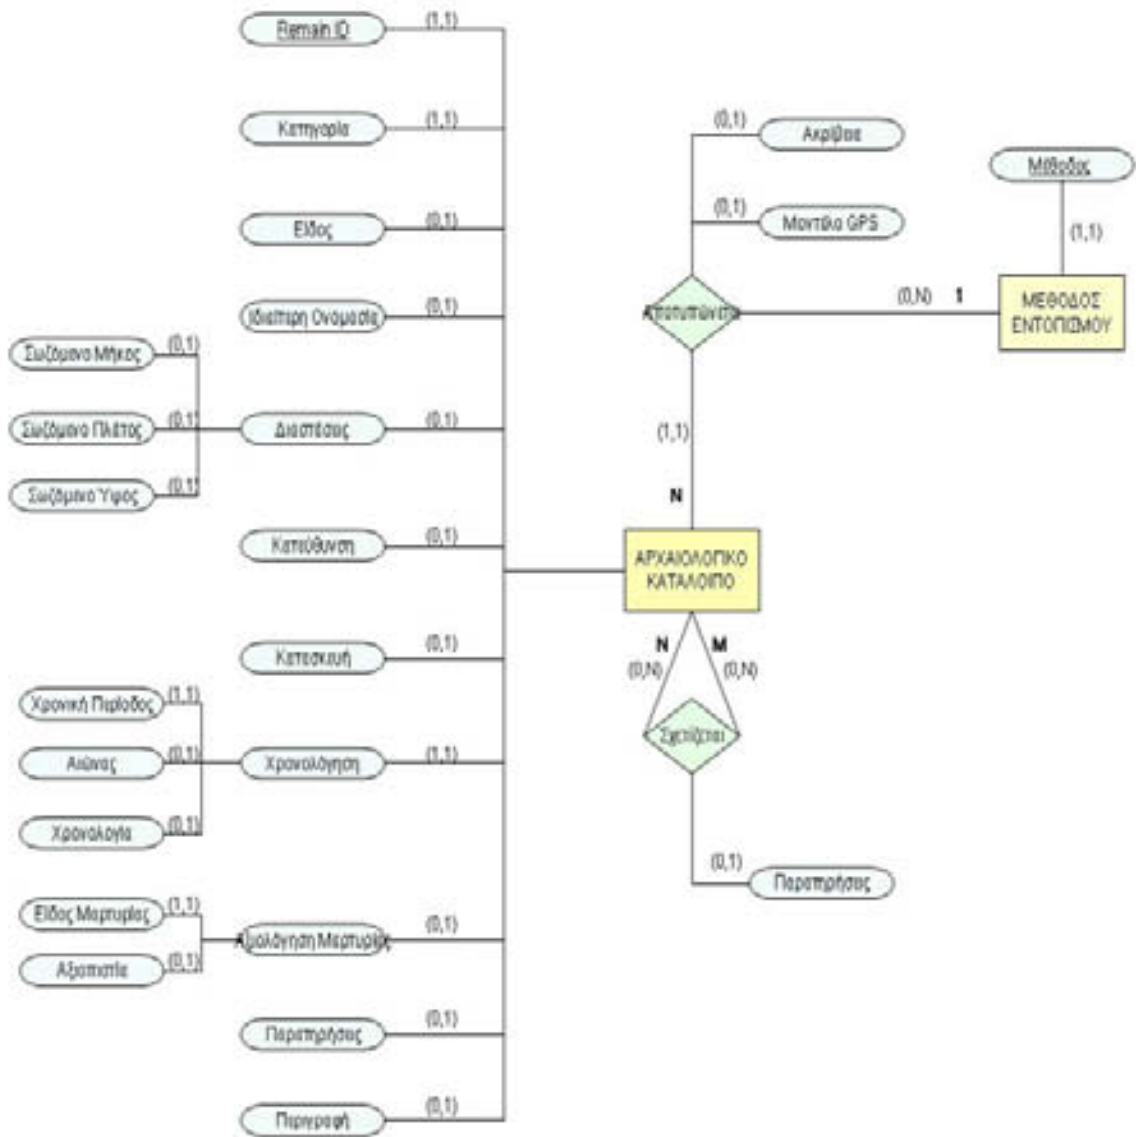 Remain ID
(1,1)
Κατηγορία
(1,1)
Είδος
(0,1)
Ιδιαίτερη Ονομασία
(0,1)
Σωζόμενο Μήκος
(0,1)
Σωζόμενο Πλάτος
(0,1)
Σωζόμενο Ύψος
(0,1)
Διαστάσεις
(0,1)
Κατεύθυνση
(0,1)
Κατασκευή
(0,1)
Χρονική Περίοδος
(1,1)
Αιώνας
(0,1)
Χρονολογία
(0,1)
Χρονολόγηση
(1,1)
Είδος Μαρτυρίας
(1,1)
Αξιοπιστία
(0,1)
Μαρτυρίας
(0,1)
Παρατηρήσεις
(0,1)
Περιγραφή
(0,1)
(0,1)
Ακρίβεια
(0,1)
Μοντέλο GPS
Αποτυπώνεται
(0,N) 1
Μέθοδος
(1,1)
ΜΕΘΟΔΟΣ
ΕΝΤΟΠΙΣΜΟΥ
(1,1)
N
ΑΡΧΑΙΟΛΟΓΙΚΟ
ΚΑΤΑΛΟΙΠΟ
N M
(0,N) (0,N)
Σχετίζεται
(0,1)
Παρατηρήσεις